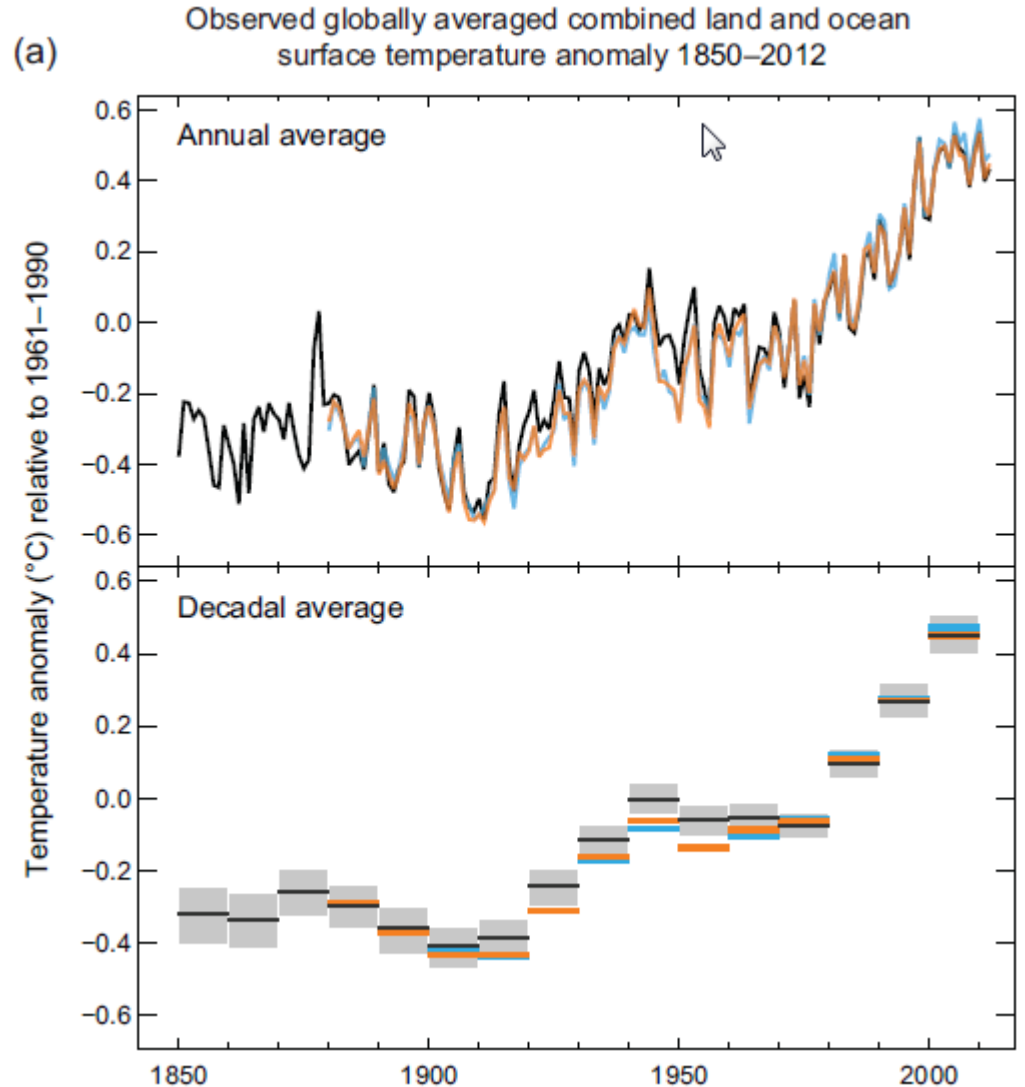 (a)
Observed globally averaged combined land and ocean
surface temperature anomaly 1850–2012
Temperature anomaly (°C) relative to 1961–1990
Annual average
0.6
0.4
0.2
0.0
−0.2
−0.4
−0.6
Decadal average
0.6
0.4
0.2
0.0
−0.2
−0.4
−0.6
1850 1900 1950 2000